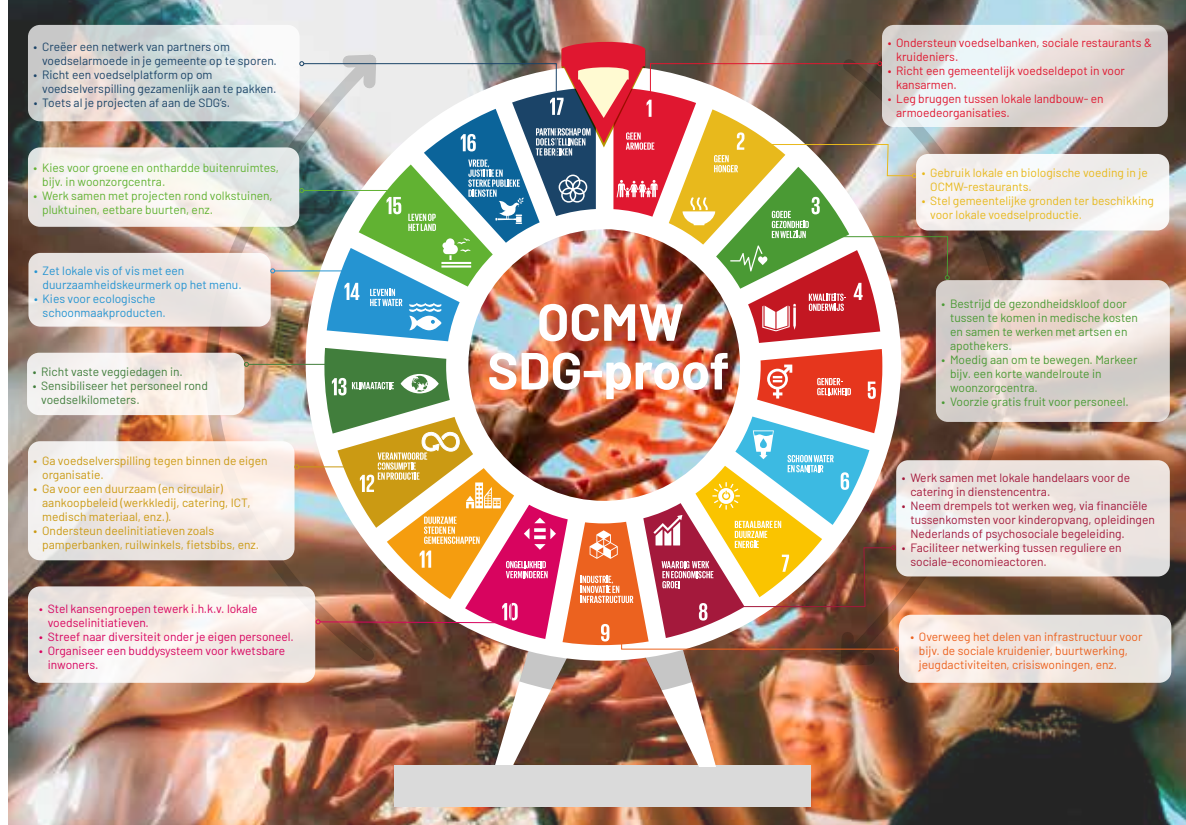 • Creëer een netwerk van partners om
voedselarmoede in je gemeente op te sporen.
• Richt een voedselplatform op om
voedselverspilling gezamenlijk aan te pakken.
• Toets al je projecten af aan de SDG's.
• Kies voor groene en ontharde buitenruimtes,
bijv. in woonzorgcentra.
• Werk samen met projecten rond volkstuinen,
pluktuinen, eetbare buurten, enz.
• Zet lokale vis of vis met een
duurzaamheidskeurmerk op het menu.
• Kies voor ecologische
schoonmaakproducten.
• Richt vaste veggiedagen in.
• Sensibiliseer het personeel rond
voedselkilometers.
• Ga voedselverspilling tegen binnen de eigen
organisatie.
• Ga voor een duurzaam (en circulair)
aankoopbeleid (werkkledij, catering, ICT,
medisch materiaal, enz.).
• Ondersteun deelinitiatieven zoals
pamperbanken, ruilwinkels, fietsbibs, enz.
• Stel kansengroepen tewerk i.h.k.v. lokale
voedselinitiatieven.
• Streef naar diversiteit onder je eigen personeel.
• Organiseer een buddysysteem voor kwetsbare
inwoners.
OCMW
SDG-proof
1
GEEN
ARMOEDE
2
GEEN
HONGER
3
GOEDE
GEZONDHEID
EN WELZIJN
4
KWALITEITS-
ONDERWIJS
5
GENDER-
GELIJKHEID
6
SCHOON WATER
EN SANITAIR
7
BETAALBARE EN
DUURZAME
ENERGIE
8
WAARDIG WERK
EN ECONOMISCHE
GROEI
9
INDUSTRIE,
INNOVATIE EN
INFRASTRUCTUUR
10
ONGELIJKHEID
VERMINDEREN
11
DUURZAME
STEDEN EN
GEMEENSCHAPPEN
12
VERANTWOORDE
CONSUMPTIE
EN PRODUCTIE
13
KLIMAATACTIE
14
LEVEN IN
HET WATER
15
LEVEN OP
HET LAND
16
VREDE,
JUSTITIE EN
STERKE PUBLIEKE
DIENSTEN
17
PARTNERSCHAP OM
DOELSTELLINGEN
TE BEREIKEN
• Ondersteun voedselbanken, sociale restaurants &
kruideniers.
• Richt een gemeentelijk voedseldepot in voor
kansarmen.
• Leg bruggen tussen lokale landbouw- en
armoedeorganisaties.
• Gebruik lokale en biologische voeding in je
OCMW-restaurants.
• Stel gemeentelijke gronden ter beschikking
voor lokale voedselproductie.
• Bestrijd de gezondheidskloof door
tussen te komen in medische kosten
en samen te werken met artsen en
apothekers.
• Moedig aan om te bewegen. Markeer
bijv. een korte wandelroute in
woonzorgcentra.
• Voorzie gratis fruit voor personeel.
• Werk samen met lokale handelaars voor de
catering in dienstencentra.
• Neem drempels tot werken weg, via financiële
tussenkomsten voor kinderopvang, opleidingen
Nederlands of psychosociale begeleiding.
• Faciliteer netwerking tussen reguliere en
sociale-economieactoren.
• Overweeg het delen van infrastructuur voor
bijv. de sociale kruidenier, buurtwerking,
jeugdactiviteiten, crisiswoningen, enz.